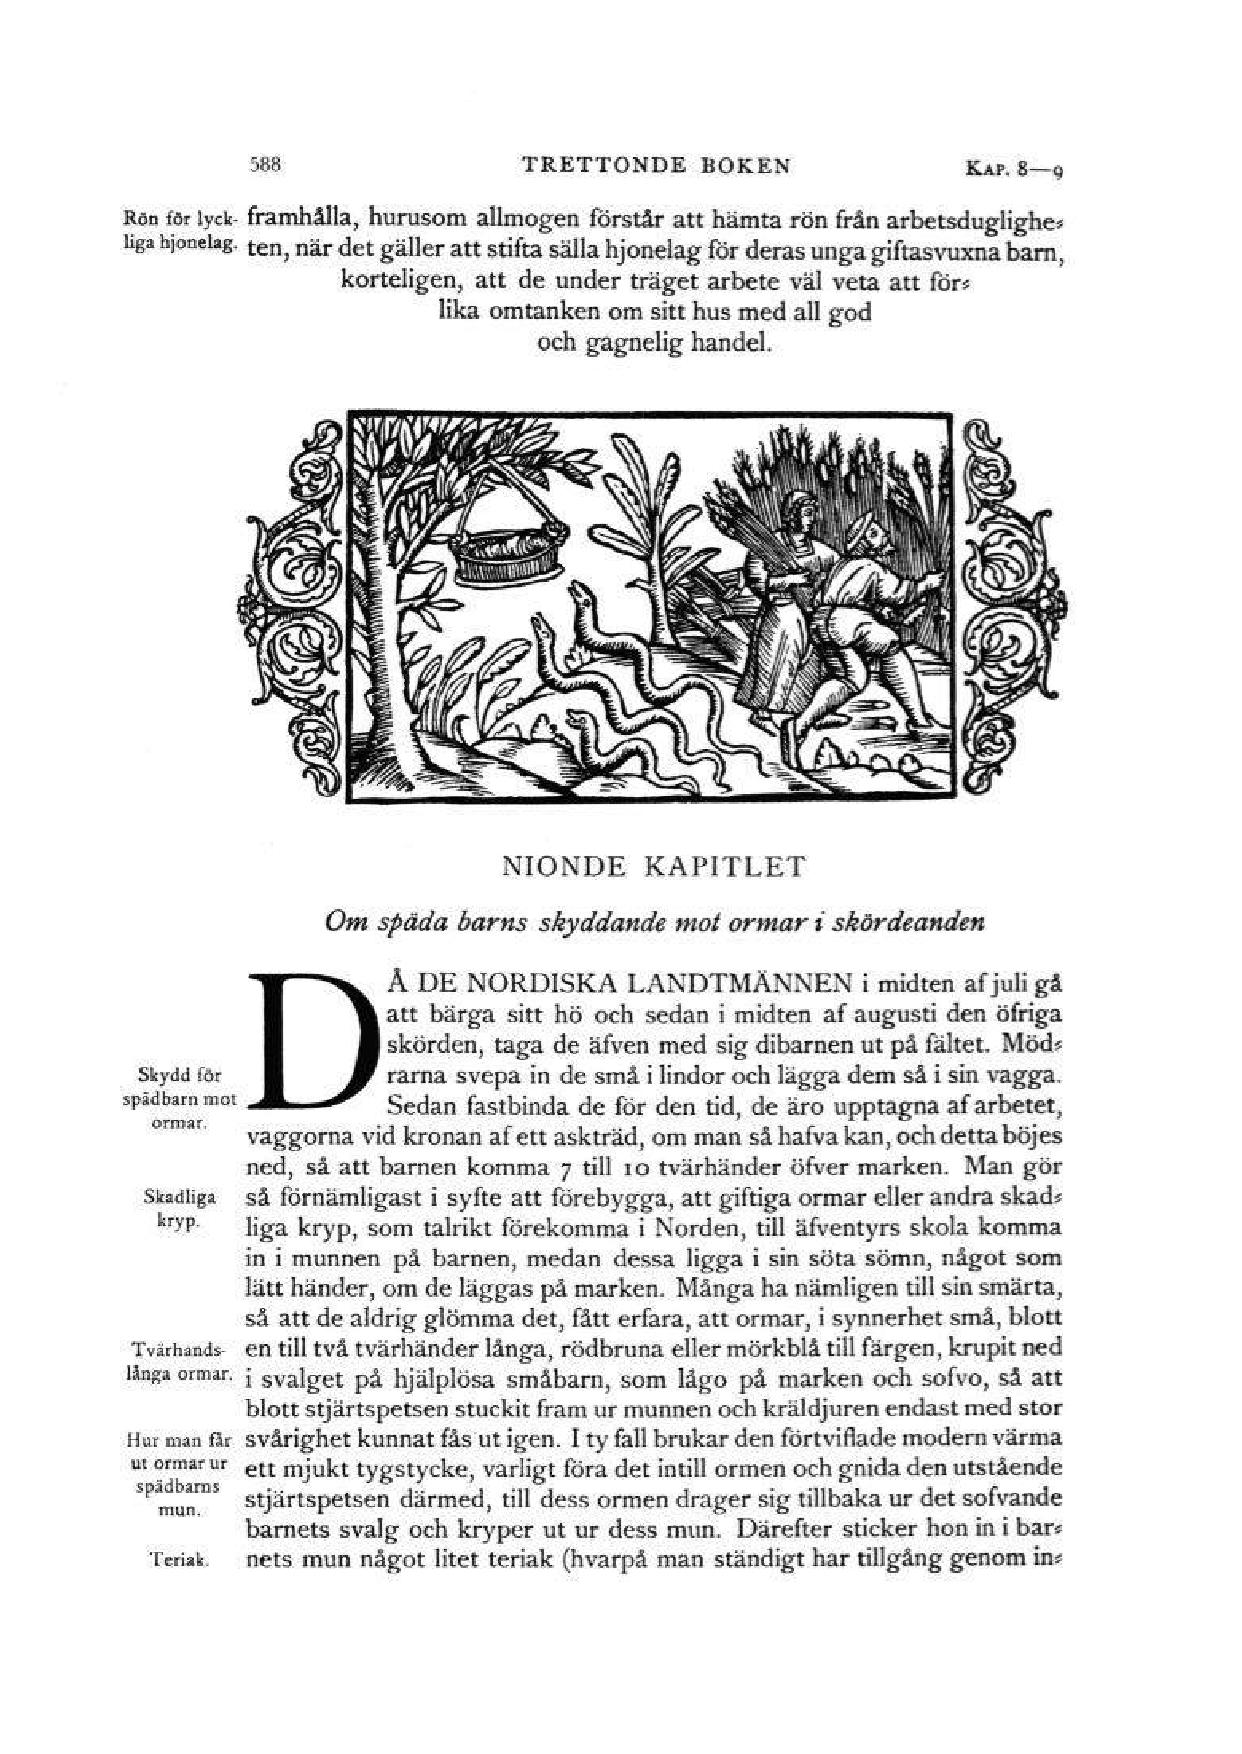 588 TRETTONDE BOKEN KAP. 8—9
Rön för lyck-
liga hjonelag.
framhålla, hurusom allmogen förstår att hämta rön från arbetsduglighe-
ten, när det gäller att stifta sälla hjonelag för deras unga giftasvuxna barn,
korteligen, att de under träget arbete väl veta att för-
lika omtanken om sitt hus med all god
och gagnelig handel.
NIONDE KAPITLET
Om späda barns skyddande mot ormar i skördeanden
DÅ DE NORDISKA LANDTMÄNNEN i midten af juli gå
att bärga sitt hö och sedan i midten af augusti den öfriga
skörden, taga de äfven med sig dibarnen ut på fältet. Möd-
Skydd för
spädbarn mot
ormar.
rarna svepa in de små i lindor och lägga dem så i sin vagga.
Sedan fastbinda de för den tid, de äro upptagna af arbetet,
vaggorna vid kronan af ett askträd, om man så hafva kan, och detta böjes
ned, så att barnen komma 7 till 10 tvärhänder öfver marken. Man gör
Skadliga
kryp.
så förnämligast i syfte att förebygga, att giftiga ormar eller andra skad-
liga kryp, som talrikt förekomma i Norden, till äfventyrs skola komma
in i munnen på barnen, medan dessa ligga i sin söta sömn, något som
lätt händer, om de läggas på marken. Många ha nämligen till sin smärta,
så att de aldrig glömma det, fått erfara, att ormar, i synnerhet små, blott
Tvärhands-
långa ormar.
en till två tvärhänder långa, rödbruna eller mörkblå till färgen, krupit ned
i svalget på hjälplösa småbarn, som lågo på marken och sofvo, så att
blott stjärtspetsen stuckit fram ur munnen och kräldjuren endast med stor
Hur man får
ut ormar ur
spädbarns
mun.
svårighet kunnat fås ut igen. I ty fall brukar den förtviflade modern värma
ett mjukt tygstycke, varligt föra det intill ormen och gnida den utstående
stjärtspetsen därmed, till dess ormen drager sig tillbaka ur det sofvande
barnets svalg och kryper ut ur dess mun. Därefter sticker hon in i bar-
Teriak.
nets mun något litet teriak (hvarpå man ständigt har tillgång genom in-